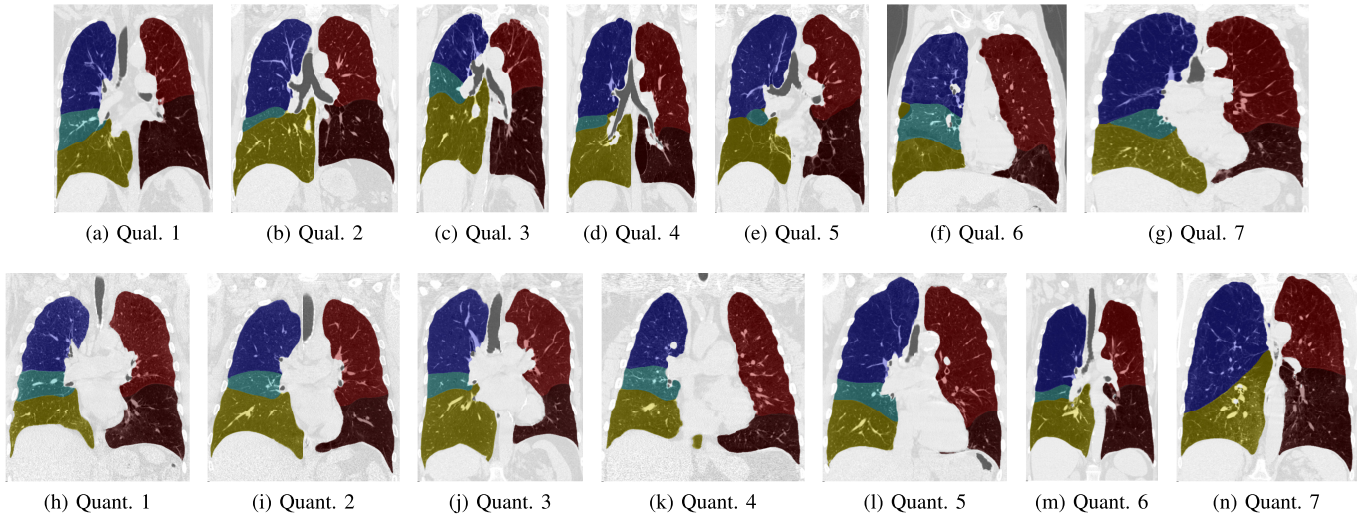 (a) Qual. 1 (b) Qual. 2 (c) Qual. 3 (d) Qual. 4 (e) Qual. 5 (f) Qual. 6 (g) Qual. 7
(h) Quant. 1 (i) Quant. 2 (j) Quant. 3 (k) Quant. 4 (l) Quant. 5 (m) Quant. 6 (n) Quant. 7